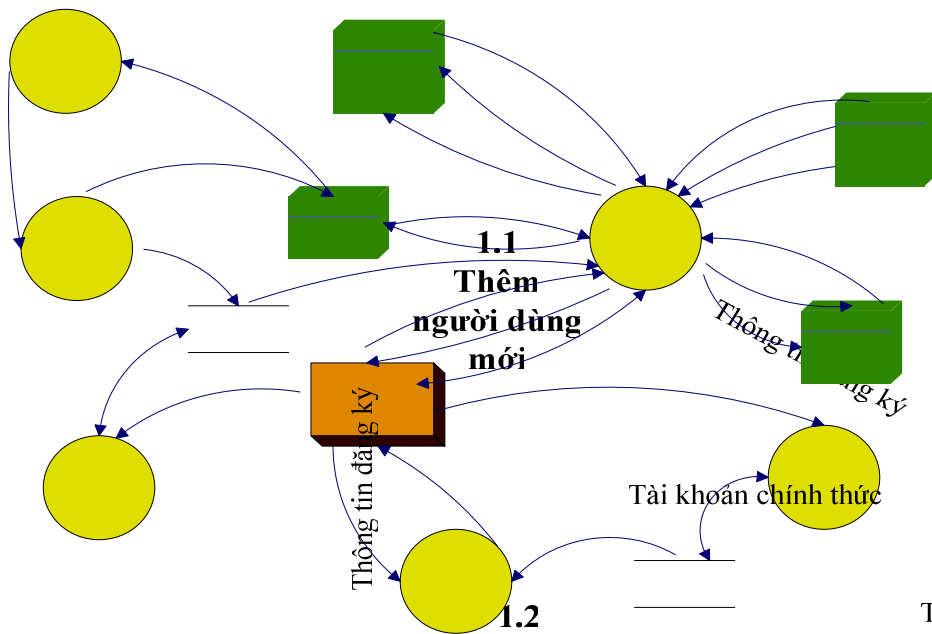 1.1
Thêm
người dùng
mới
Thông tin đăng ký
Thông tin đăng ký
Tài khoản chính thức
1.2
T